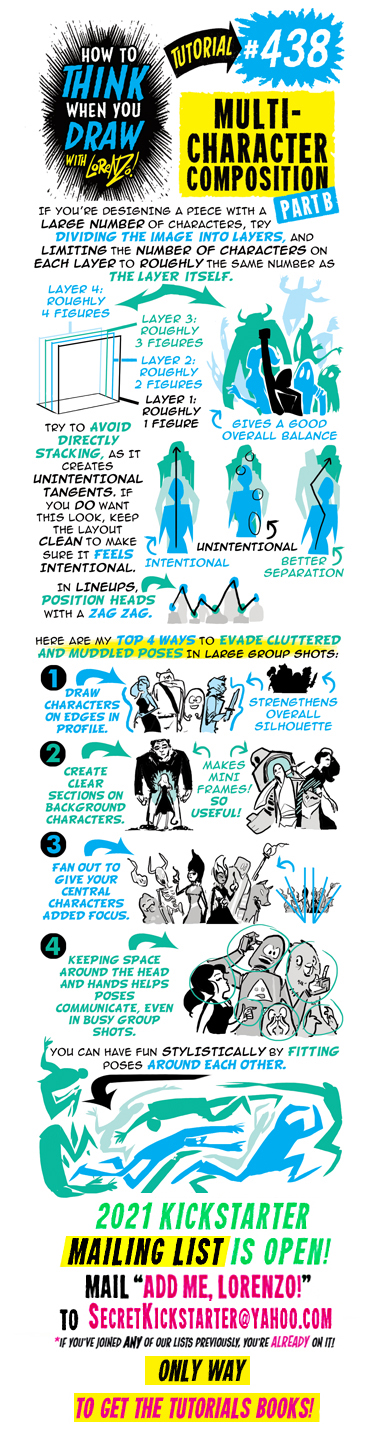 HOW TO
THINK
WHEN YOU
DRAW
WITH LORENZO!
TUTORIAL
#438
MULTI-
CHARACTER
COMPOSITION
PART B
IF YOU'RE DESIGNING A PIECE WITH A
LARGE NUMBER OF CHARACTERS, TRY
DIVIDING THE IMAGE INTO LAYERS, AND
LIMITING THE NUMBER OF CHARACTERS ON
EACH LAYER TO ROUGHLY THE SAME NUMBER AS
THE LAYER ITSELF.
LAYER 4:
ROUGHLY
4 FIGURES
LAYER 3:
ROUGHLY
3 FIGURES
LAYER 2:
ROUGHLY
2 FIGURES
LAYER 1:
ROUGHLY
1 FIGURE
GIVES A GOOD
OVERALL BALANCE
TRY TO AVOID
DIRECTLY
STACKING, AS IT
CREATES
UNINTENTIONAL
TANGENTS. IF
YOU DO WANT
THIS LOOK, KEEP
THE LAYOUT
CLEAN TO MAKE
SURE IT FEELS
INTENTIONAL.
INTENTIONAL
UNINTENTIONAL
BETTER
SEPARATION
IN LINEUPS,
POSITION HEADS
WITH A ZAG ZAG.
HERE ARE MY TOP 4 WAYS TO EVADE CLUTTERED
AND MUDDLED POSES IN LARGE GROUP SHOTS:
1
DRAW
CHARACTERS
ON EDGES IN
PROFILE.
STRENGTHENS
OVERALL
SILHOUETTE
2
CREATE
CLEAR
SECTIONS ON
BACKGROUND
CHARACTERS.
MAKES
MINI
FRAMES!
SO
USEFUL!
3
FAN OUT TO
GIVE YOUR
CENTRAL
CHARACTERS
ADDED FOCUS.
4
KEEPING SPACE
AROUND THE HEAD
AND HANDS HELPS
POSES
COMMUNICATE, EVEN
IN BUSY GROUP
SHOTS.
YOU CAN HAVE FUN STYLISTICALLY BY FITTING
POSES AROUND EACH OTHER.
2021 KICKSTARTER
MAILING LIST IS OPEN!
MAIL "ADD ME, LORENZO!"
TO SECRETKICKSTARTER@YAHOO.COM
*IF YOU'VE JOINED ANY OF OUR LISTS PREVIOUSLY, YOU'RE ALREADY ON IT!
ONLY WAY
TO GET THE TUTORIALS BOOKS!